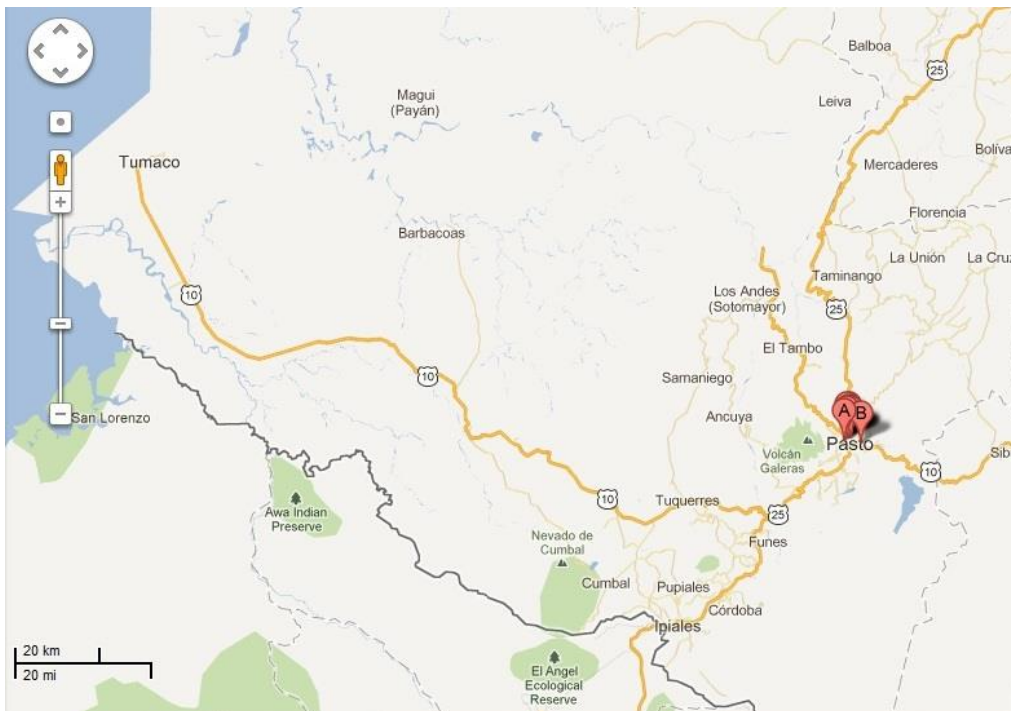 Balboa
25
Leiva
Magui
(Payán)
Bolíva
Mercaderes
Tumaco
Florencia
Barbacoas
La Unión
La Cruz
Taminango
10
Los Andes
(Sotomayor)
25
El Tambo
10
Samaniego
San Lorenzo
Ancuya
A
B
Pasto
Volcán
Galeras
Sib
10
Awa Indian
Preserve
10
Tuquerres
25
Nevado de
Cumbal
Funes
Cumbal
Pupiales
Córdoba
Ipiales
20 km
20 mi
El Angel
Ecological
Reserve